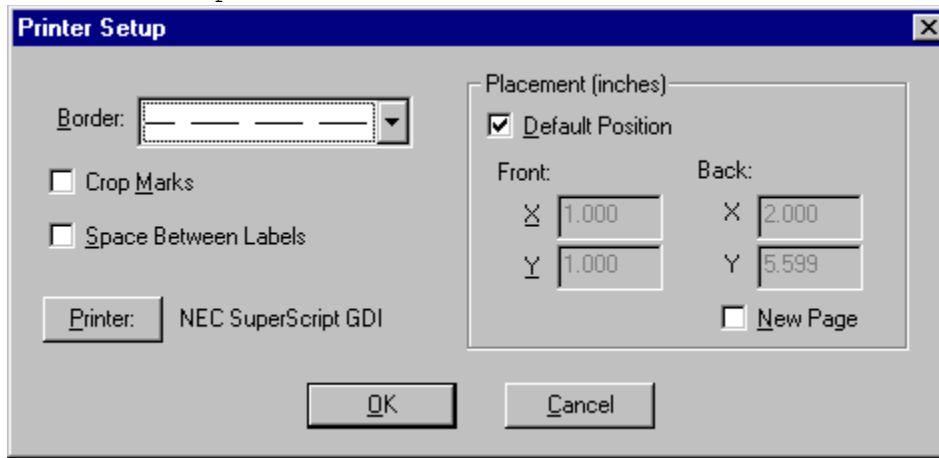 Printer Setup
Border:
Crop Marks
Space Between Labels
Printer: NEC SuperScript GDI
Placement (inches)
Default Position
Front: Back:
X 1.000 X 2.000
Y 1.000 Y 5.599
New Page
OK Cancel